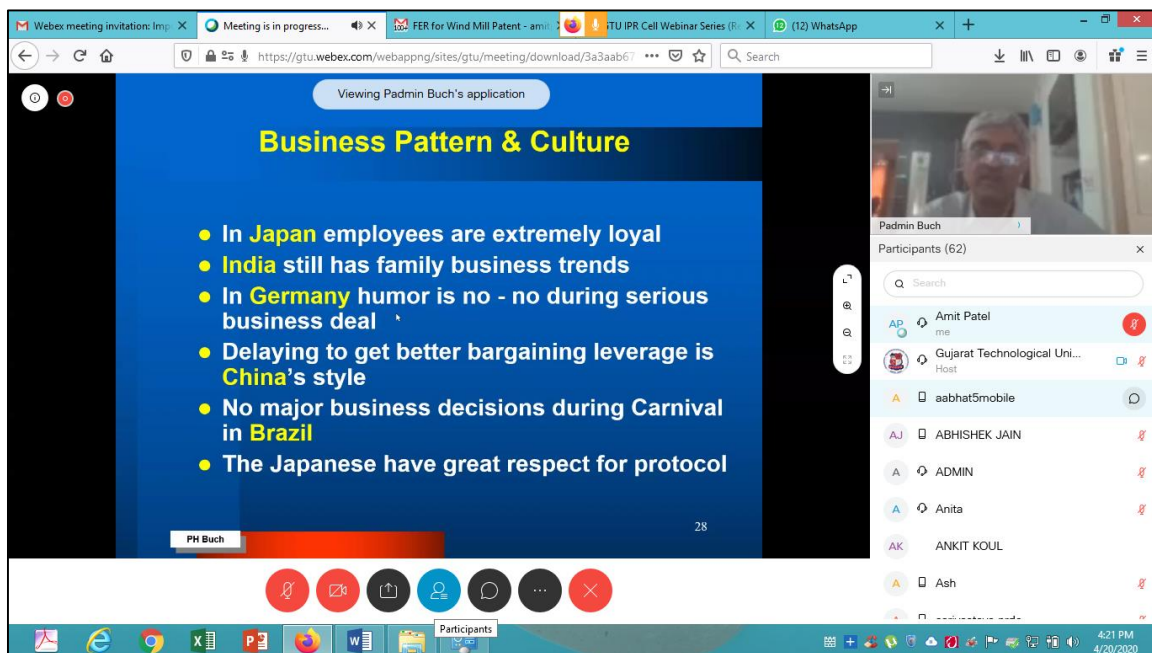 Webex meeting invitation: Imp
Meeting is in progress...
FER for Wind Mill Patent - amit
GTU IPR Cell Webinar Series (Re
(12) WhatsApp
https://gtu.webex.com/webappng/sites/gtu/meeting/download/3a3aab67
Search
Viewing Padmin Buch's application
Business Pattern & Culture
In Japan employees are extremely loyal
India still has family business trends
In Germany humor is no - no during serious
business deal
Delaying to get better bargaining leverage is
China's style
No major business decisions during Carnival
in Brazil
The Japanese have great respect for protocol
28
PH Buch
Padmin Buch
Participants (62)
Search
AP
Amit Patel
me
Gujarat Technological Uni...
Host
A
aabhat5mobile
AJ
ABHISHEK JAIN
A
ADMIN
A
Anita
AK
ANKIT KOUL
A
Ash
Participants
4:21 PM
4/20/2020